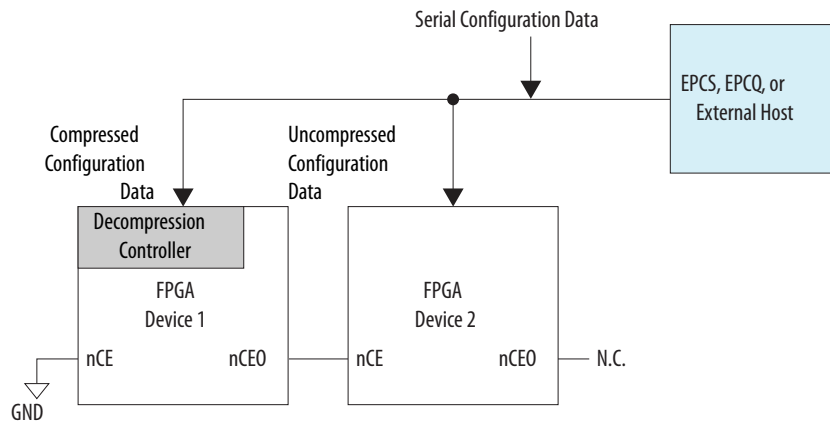 Serial Configuration Data
EPCS, EPCQ, or
External Host
Compressed
Configuration
Data
Uncompressed
Configuration
Data
Decompression
Controller
FPGA
Device 1
FPGA
Device 2
nCE
nCEO
nCE
nCEO
N.C.
GND